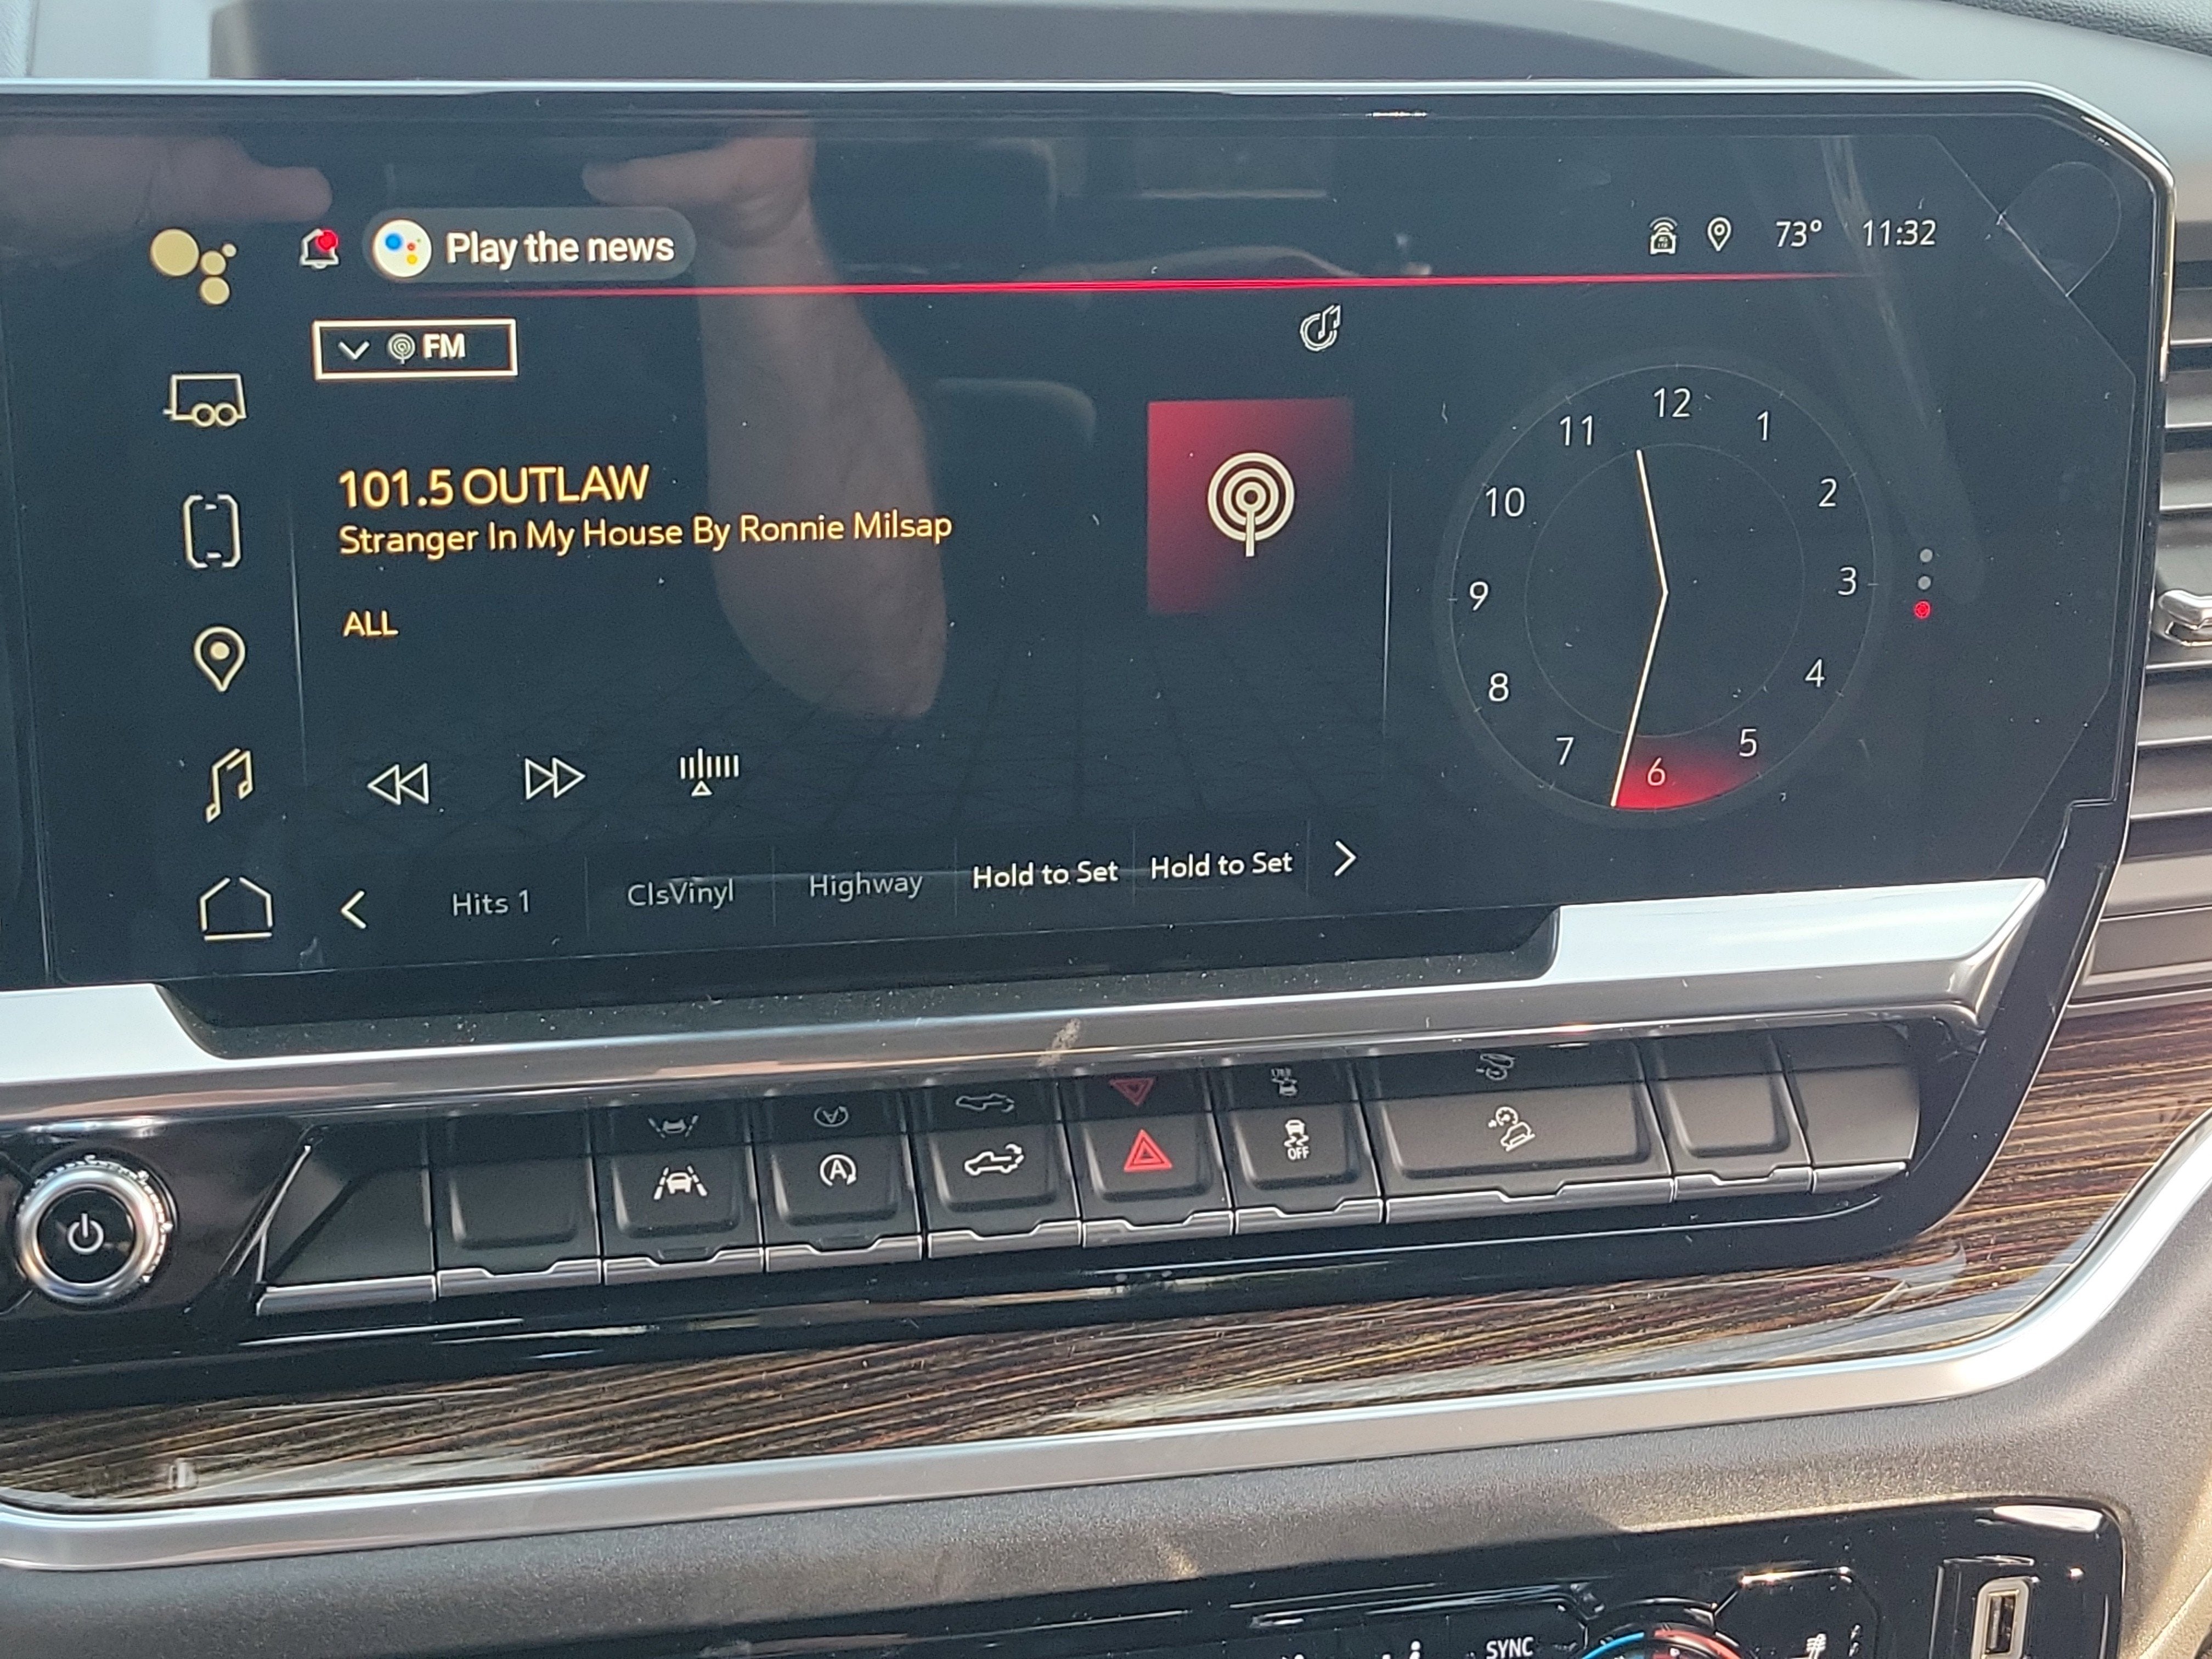 Play the news
73° 11:32
FM
101.5 OUTLAW
Stranger In My House By Ronnie Milsap
ALL
12
1
2
3
4
5
6
7
8
9
10
11
Hits 1 ClsVinyl Highway Hold to Set Hold to Set
A
OFF
SYNC